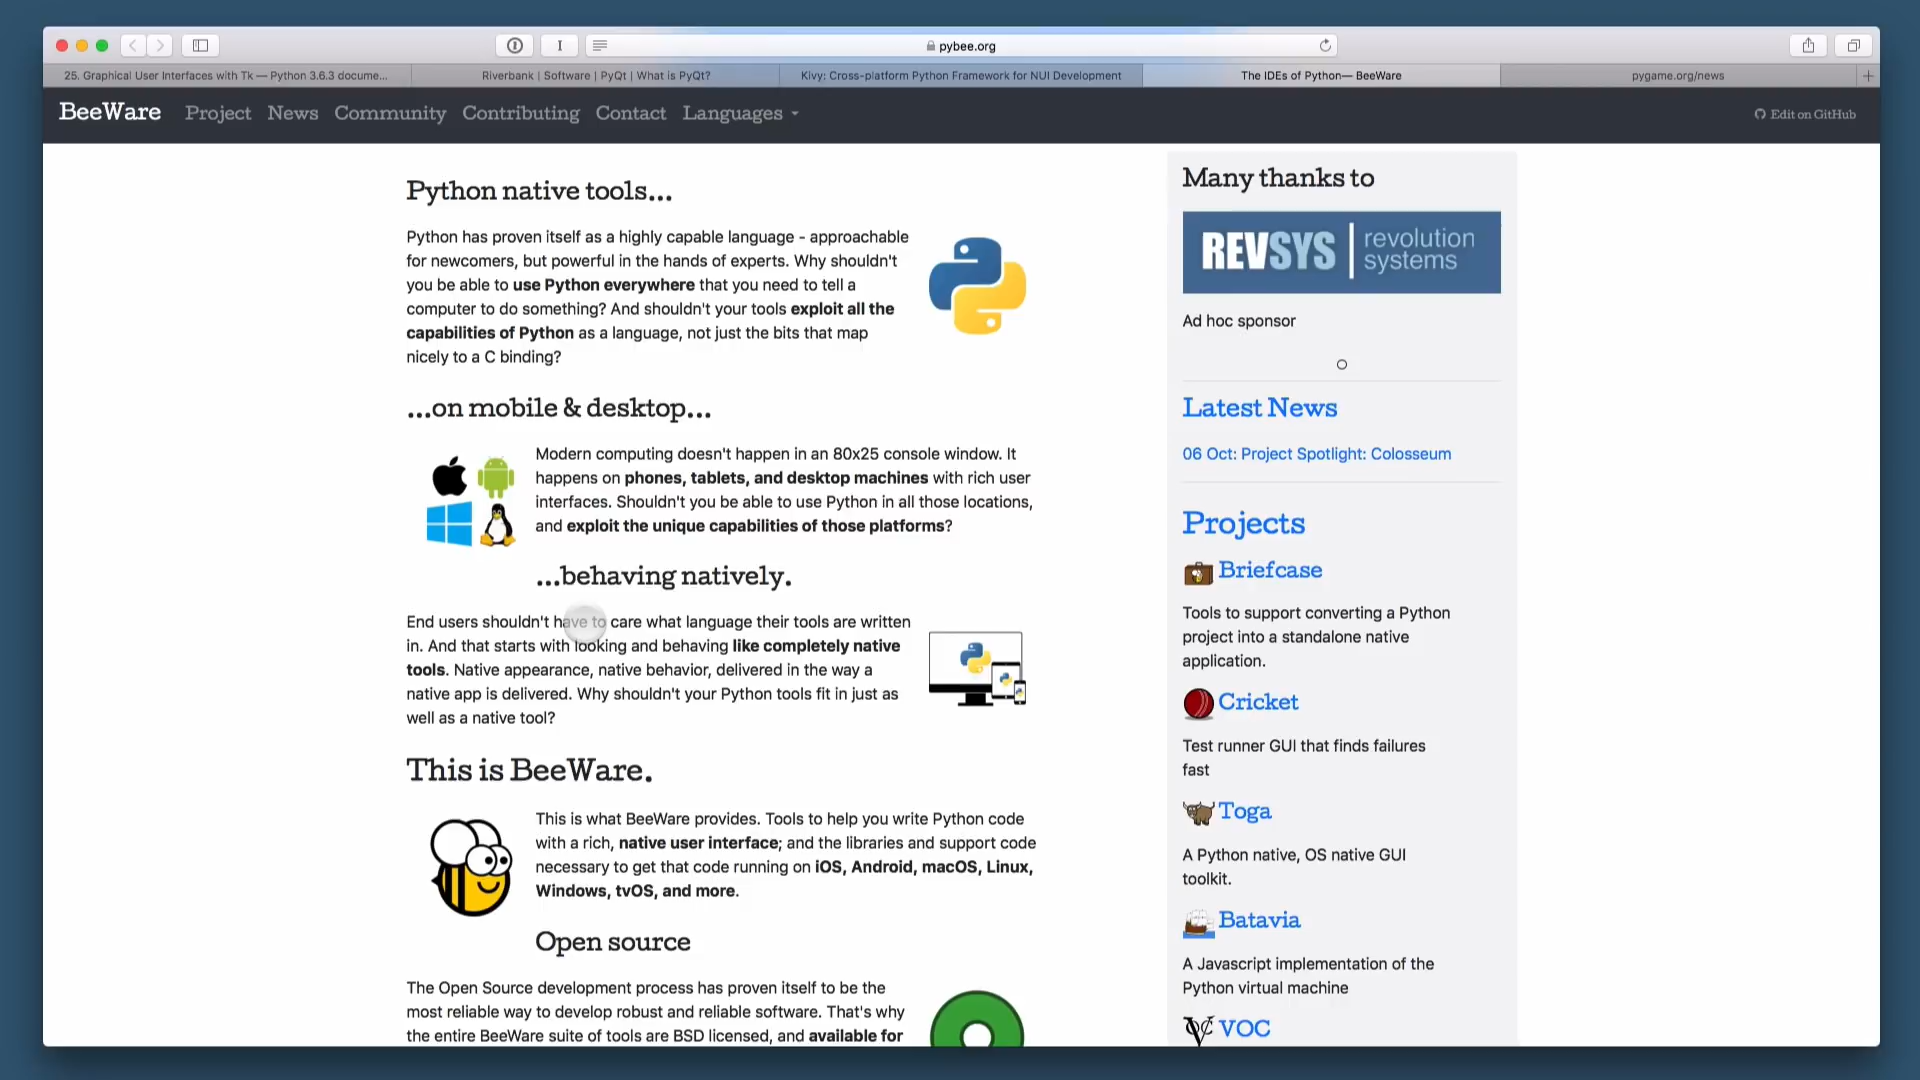 pybee.org
25. Graphical User Interfaces with Tk — Python 3.6.3 docume...
Riverbank | Software | PyQt | What is PyQt?
Kivy: Cross-platform Python Framework for NUI Development
The IDEs of Python— BeeWare
pygame.org/news
BeeWare
Project
News
Community
Contributing
Contact
Languages
Edit on GitHub
Python native tools...
Python has proven itself as a highly capable language - approachable
for newcomers, but powerful in the hands of experts. Why shouldn't
you be able to use Python everywhere that you need to tell a
computer to do something? And shouldn't your tools exploit all the
capabilities of Python as a language, not just the bits that map
nicely to a C binding?
...on mobile & desktop...
Modern computing doesn't happen in an 80x25 console window. It
happens on phones, tablets, and desktop machines with rich user
interfaces. Shouldn't you be able to use Python in all those locations,
and exploit the unique capabilities of those platforms?
...behaving natively.
End users shouldn't have to care what language their tools are written
in. And that starts with looking and behaving like completely native
tools. Native appearance, native behavior, delivered in the way a
native app is delivered. Why shouldn't your Python tools fit in just as
well as a native tool?
This is BeeWare.
This is what BeeWare provides. Tools to help you write Python code
with a rich, native user interface; and the libraries and support code
necessary to get that code running on iOS, Android, macOS, Linux,
Windows, tvOS, and more.
Open source
The Open Source development process has proven itself to be the
most reliable way to develop robust and reliable software. That's why
the entire BeeWare suite of tools are BSD licensed, and available for
Many thanks to
REVSYS
revolution
systems
Ad hoc sponsor
Latest News
06 Oct: Project Spotlight: Colosseum
Projects
Briefcase
Tools to support converting a Python
project into a standalone native
application.
Cricket
Test runner GUI that finds failures
fast
Toga
A Python native, OS native GUI
toolkit.
Batavia
A Javascript implementation of the
Python virtual machine
VOC